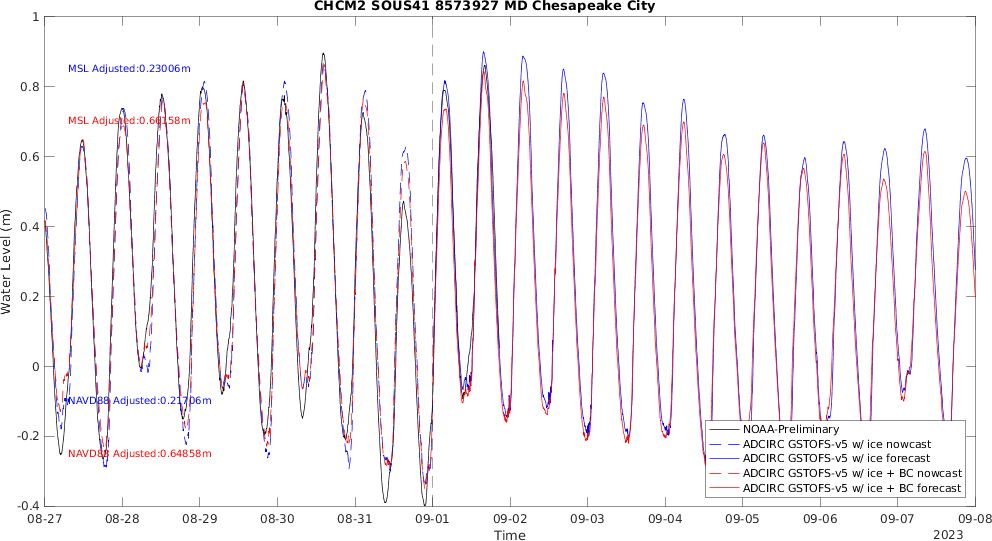 CHCM2 SOUS41 8573927 MD Chesapeake City
1
0.8
0.6
0.4
0.2
0
-0.2
-0.4
Water Level (m)
MSL Adjusted:0.23006m
MSL Adjusted:0.66158m
NAVD88 Adjusted:0.21706m
NAVD88 Adjusted:0.64858m
NOAA-Preliminary
ADCIRC GSTOFS-v5 w/ ice nowcast
ADCIRC GSTOFS-v5 w/ ice forecast
ADCIRC GSTOFS-v5 w/ ice + BC nowcast
ADCIRC GSTOFS-v5 w/ ice + BC forecast
08-27 08-28 08-29 08-30 08-31 09-01 09-02 09-03 09-04 09-05 09-06 09-07 09-08
Time
2023